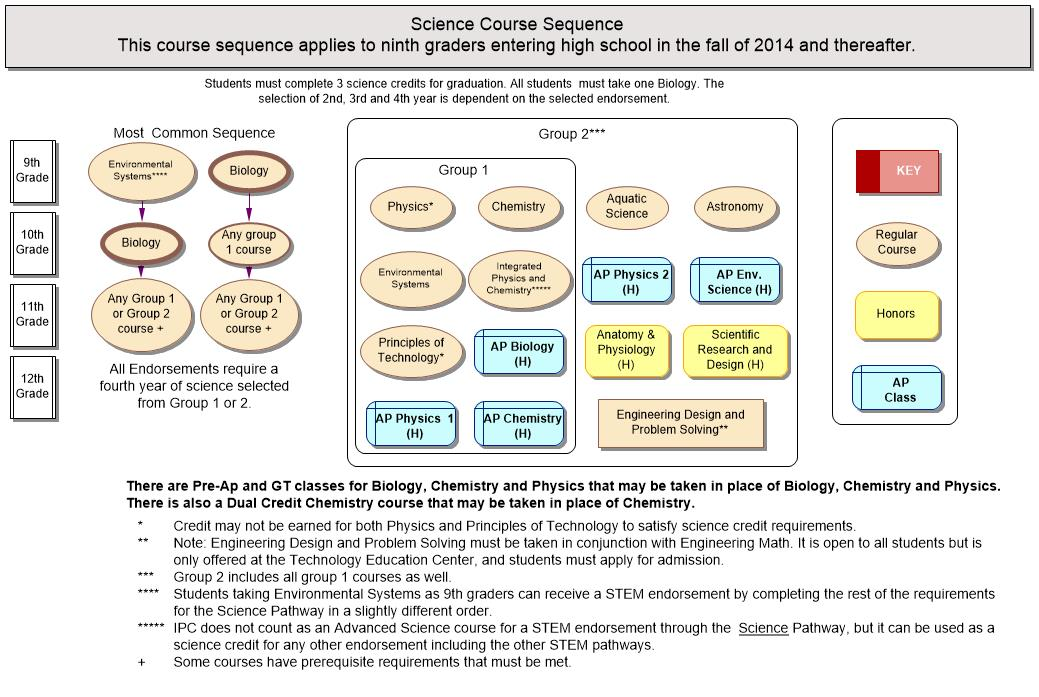 Science Course Sequence
This course sequence applies to ninth graders entering high school in the fall of 2014 and thereafter.
Students must complete 3 science credits for graduation. All students must take one Biology. The
selection of 2nd, 3rd and 4th year is dependent on the selected endorsement.
9th
Grade
10th
Grade
11th
Grade
12th
Grade
Most Common Sequence
Environmental
Systems****
Biology
Biology
Any group
1 course
Any Group 1
or Group 2
course +
Any Group 1
or Group 2
course +
All Endorsements require a
fourth year of science selected
from Group 1 or 2.
Group 2***
Group 1
Physics*
Chemistry
Environmental
Systems
Integrated
Physics and
Chemistry*****
Principles of
Technology*
AP Biology
(H)
AP Physics 1
(H)
AP Chemistry
(H)
Aquatic
Science
Astronomy
AP Physics 2
(H)
AP Env.
Science (H)
Anatomy &
Physiology
(H)
Scientific
Research and
Design (H)
Engineering Design and
Problem Solving**
KEY
Regular
Course
Honors
AP
Class
There are Pre-Ap and GT classes for Biology, Chemistry and Physics that may be taken in place of Biology, Chemistry and Physics.
There is also a Dual Credit Chemistry course that may be taken in place of Chemistry.
* Credit may not be earned for both Physics and Principles of Technology to satisfy science credit requirements.
** Note: Engineering Design and Problem Solving must be taken in conjunction with Engineering Math. It is open to all students but is
only offered at the Technology Education Center, and students must apply for admission.
*** Group 2 includes all group 1 courses as well.
**** Students taking Environmental Systems as 9th graders can receive a STEM endorsement by completing the rest of the requirements
for the Science Pathway in a slightly different order.
***** IPC does not count as an Advanced Science course for a STEM endorsement through the Science Pathway, but it can be used as a
science credit for any other endorsement including the other STEM pathways.
+ Some courses have prerequisite requirements that must be met.